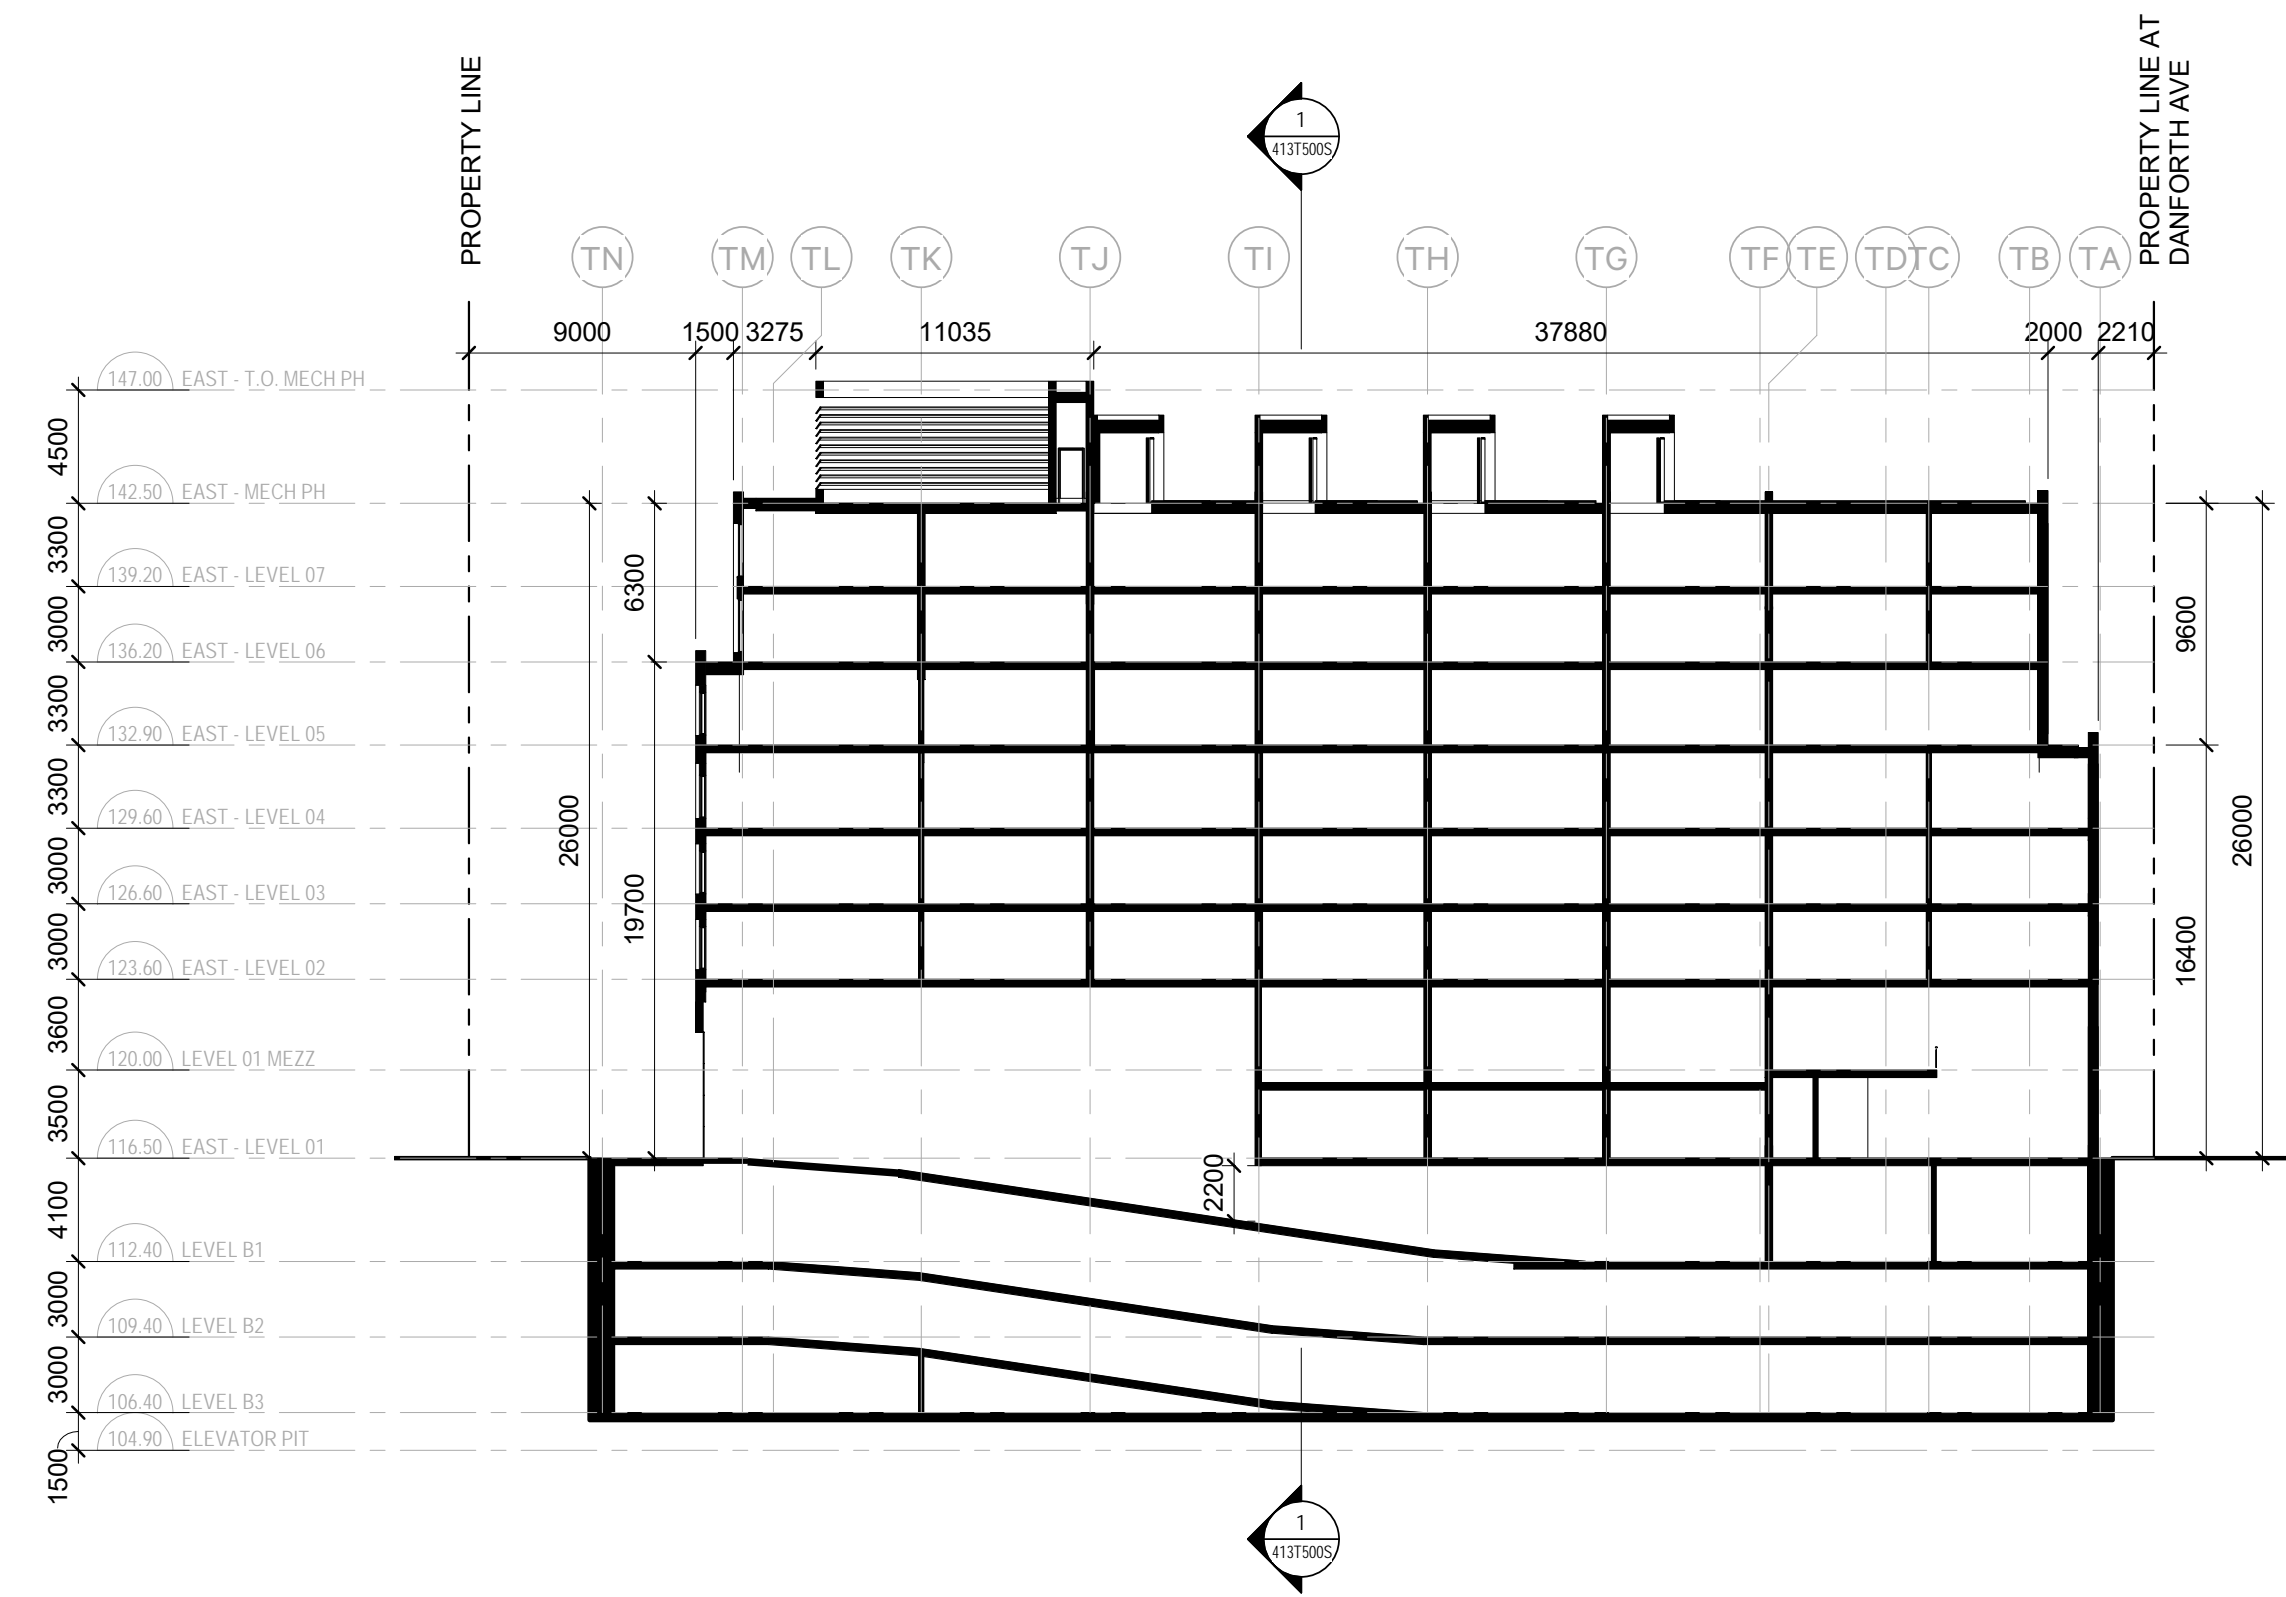 PROPERTY LINE
PROPERTY LINE AT
DANFORTH AVE
1
413T500S
TN
TM
TL
TK
TJ
TI
TH
TG
TF
TE
TD
TC
TB
TA
9000
1500
3275
11035
37880
2000
2210
147.00 EAST - T.O. MECH PH
4500
142.50 EAST - MECH PH
3300
139.20 EAST - LEVEL 07
3000
136.20 EAST - LEVEL 06
3300
132.90 EAST - LEVEL 05
3300
129.60 EAST - LEVEL 04
3000
126.60 EAST - LEVEL 03
3000
123.60 EAST - LEVEL 02
3600
120.00 LEVEL 01 MEZZ
3500
116.50 EAST - LEVEL 01
4100
112.40 LEVEL B1
3000
109.40 LEVEL B2
3000
106.40 LEVEL B3
104.90 ELEVATOR PIT
1500
26000
6300
19700
2200
9600
16400
26000
1
413T500S